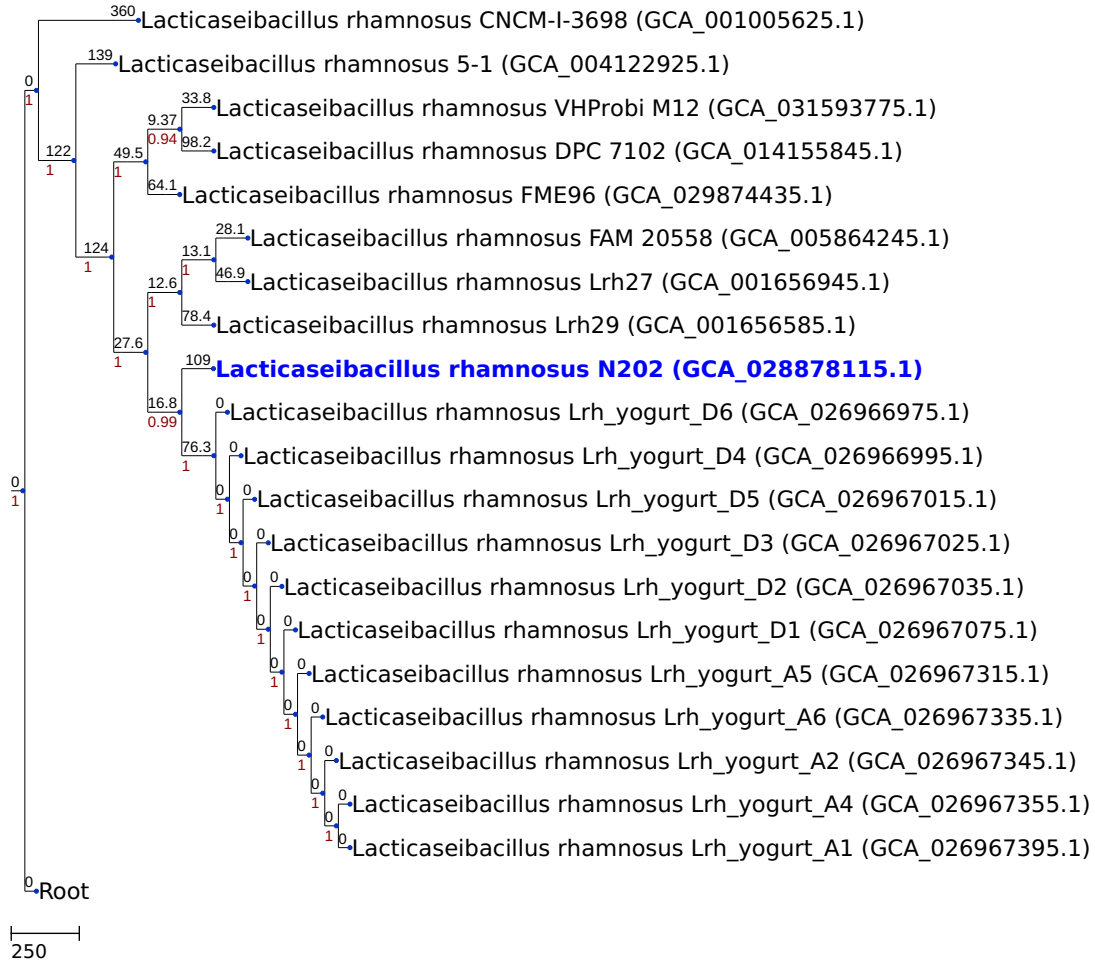 360
Lacticaseibacillus rhamnosus CNCM-I-3698 (GCA_001005625.1)
139
Lacticaseibacillus rhamnosus 5-1 (GCA_004122925.1)
0
1
33.8
Lacticaseibacillus rhamnosus VHProbi M12 (GCA_031593775.1)
9.37
0.94
98.2
Lacticaseibacillus rhamnosus DPC 7102 (GCA_014155845.1)
122
1
49.5
1
64.1
Lacticaseibacillus rhamnosus FME96 (GCA_029874435.1)
28.1
Lacticaseibacillus rhamnosus FAM 20558 (GCA_005864245.1)
124
1
13.1
1
46.9
Lacticaseibacillus rhamnosus Lrh27 (GCA_001656945.1)
12.6
1
78.4
Lacticaseibacillus rhamnosus Lrh29 (GCA_001656585.1)
27.6
1
109
Lacticaseibacillus rhamnosus N202 (GCA_028878115.1)
16.8
0.99
0
Lacticaseibacillus rhamnosus Lrh_yogurt_D6 (GCA_026966975.1)
76.3
1
0
Lacticaseibacillus rhamnosus Lrh_yogurt_D4 (GCA_026966995.1)
0
1
0
1
0
Lacticaseibacillus rhamnosus Lrh_yogurt_D5 (GCA_026967015.1)
0
1
0
Lacticaseibacillus rhamnosus Lrh_yogurt_D3 (GCA_026967025.1)
0
1
0
Lacticaseibacillus rhamnosus Lrh_yogurt_D2 (GCA_026967035.1)
0
1
0
Lacticaseibacillus rhamnosus Lrh_yogurt_D1 (GCA_026967075.1)
0
1
0
Lacticaseibacillus rhamnosus Lrh_yogurt_A5 (GCA_026967315.1)
0
1
0
Lacticaseibacillus rhamnosus Lrh_yogurt_A6 (GCA_026967335.1)
0
1
0
Lacticaseibacillus rhamnosus Lrh_yogurt_A2 (GCA_026967345.1)
0
1
0
Lacticaseibacillus rhamnosus Lrh_yogurt_A4 (GCA_026967355.1)
0
1
0
Lacticaseibacillus rhamnosus Lrh_yogurt_A1 (GCA_026967395.1)
0
Root
250